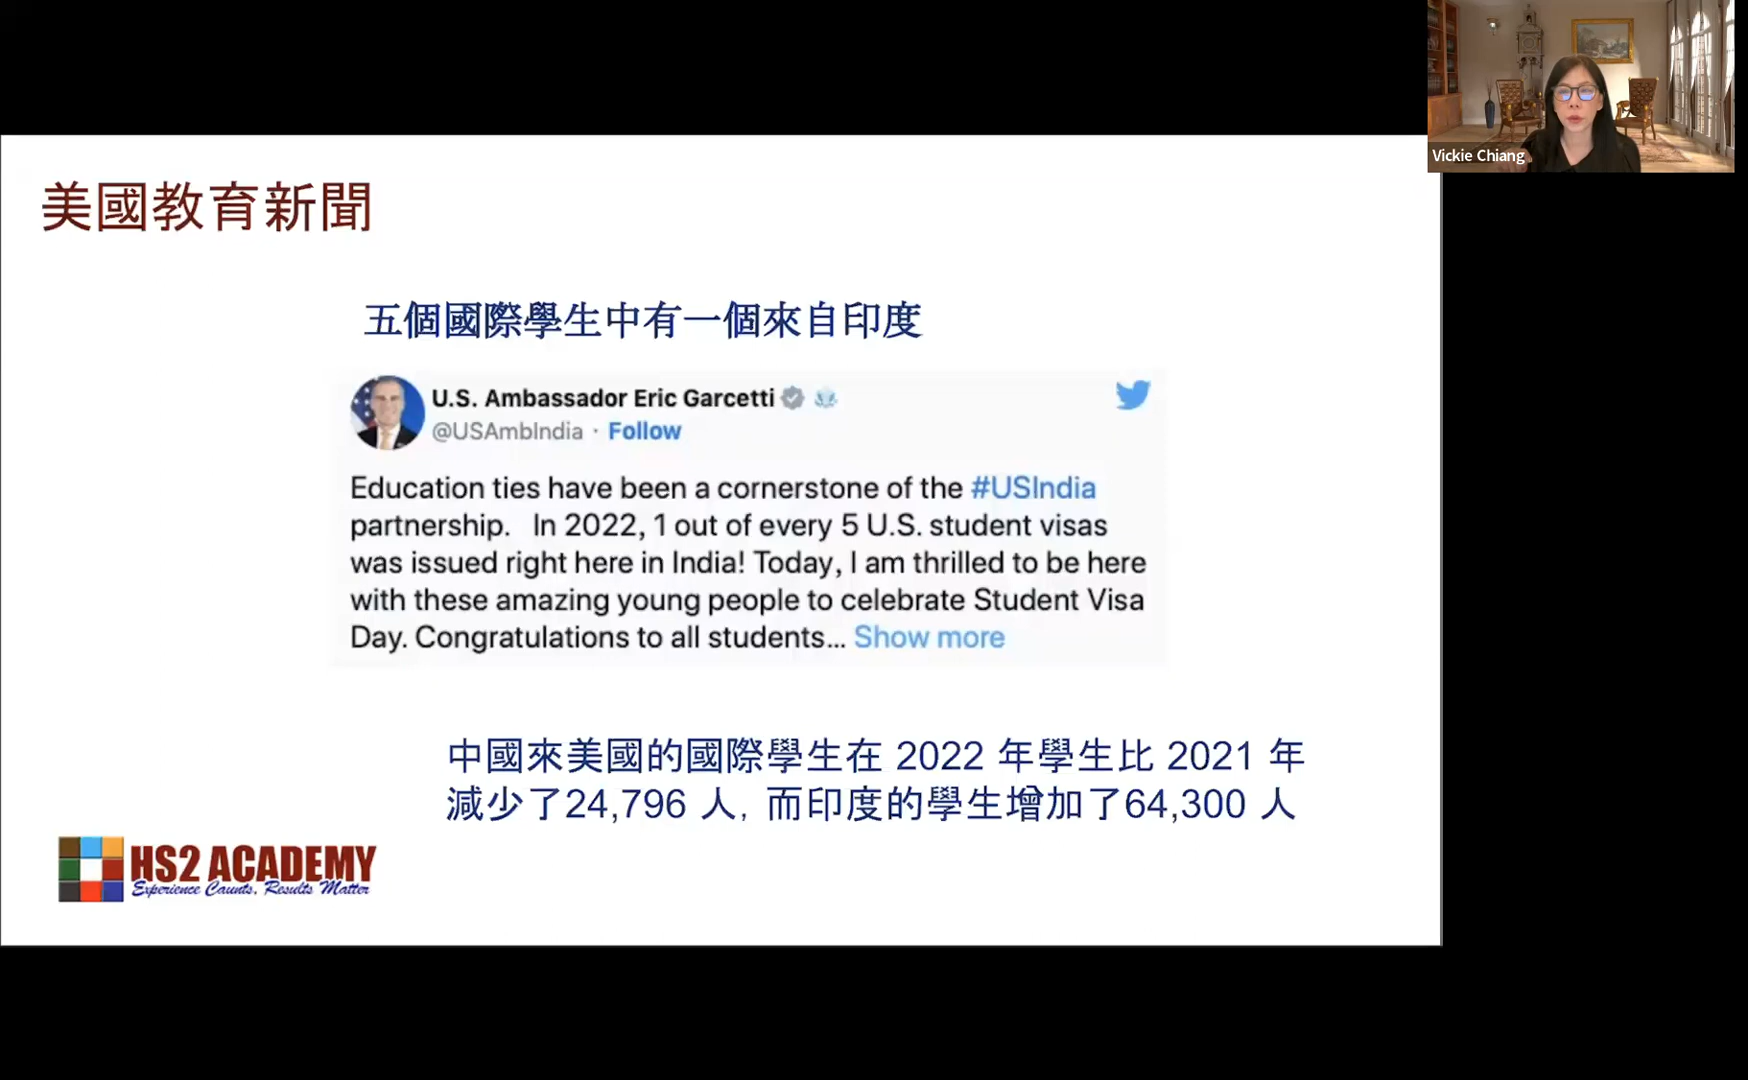 Vickie Chiang
美國教育新聞
五個國際學生中有一個來自印度
U.S. Ambassador Eric Garcetti
@USAmbIndia · Follow
Education ties have been a cornerstone of the #USIndia
partnership. In 2022, 1 out of every 5 U.S. student visas
was issued right here in India! Today, I am thrilled to be here
with these amazing young people to celebrate Student Visa
Day. Congratulations to all students... Show more
中國來美國的國際學生在 2022 年學生比 2021 年
減少了24,796 人，而印度的學生增加了64,300 人
HS2 ACADEMY
Experience Counts, Results Matter